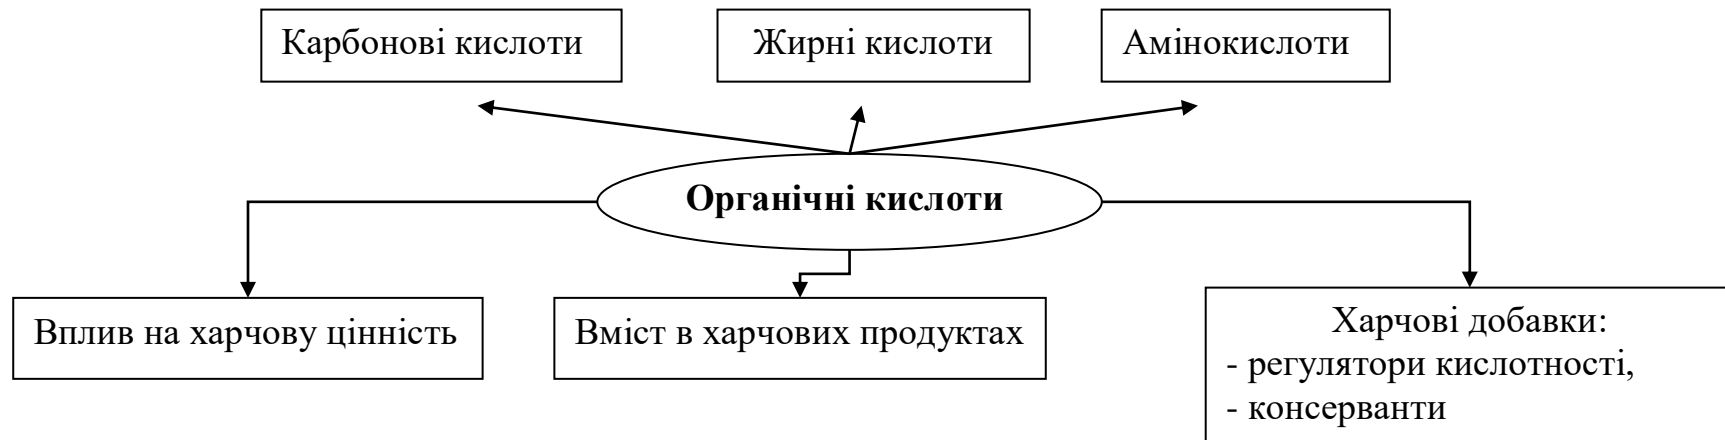 Карбонові кислоти
Жирні кислоти
Амінокислоти
Органічні кислоти
Вплив на харчову цінність
Вміст в харчових продуктах
Харчові добавки:
- регулятори кислотності,
- консерванти